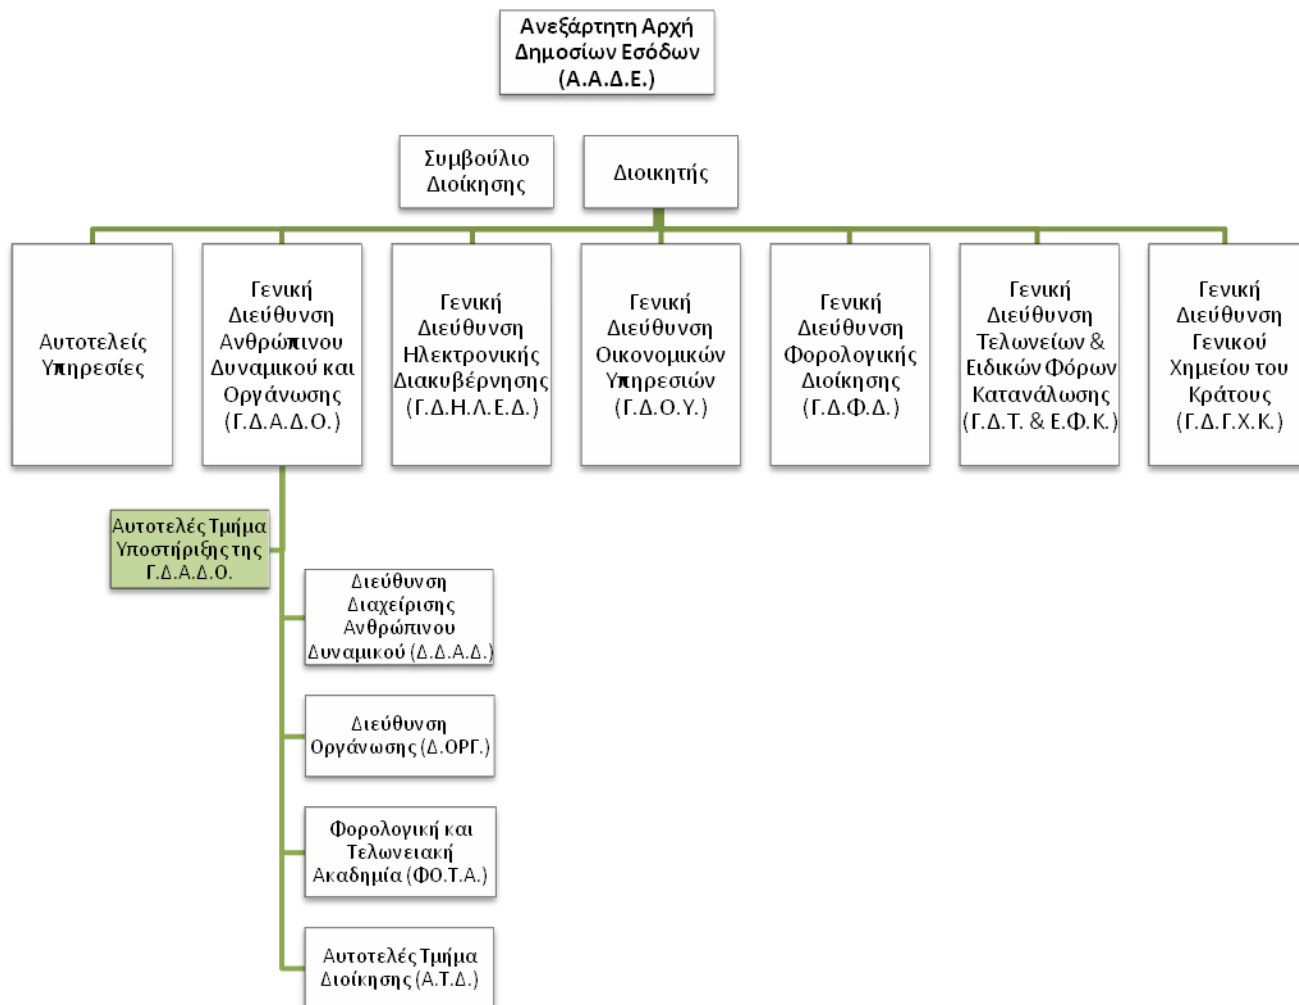 Ανεξάρτητη Αρχή
Δημοσίων Εσόδων
(Α.Α.Δ.Ε.)
Συμβούλιο
Διοίκησης
Διοικητής
Αυτοτελείς
Υπηρεσίες
Γενική
Διεύθυνση
Ανθρώπινου
Δυναμικού και
Οργάνωσης
(Γ.Δ.Α.Δ.Ο.)
Γενική
Διεύθυνση
Ηλεκτρονικής
Διακυβέρνησης
(Γ.Δ.Η.Λ.Ε.Δ.)
Γενική
Διεύθυνση
Οικονομικών
Υπηρεσιών
(Γ.Δ.Ο.Υ.)
Γενική
Διεύθυνση
Φορολογικής
Διοίκησης
(Γ.Δ.Φ.Δ.)
Γενική
Διεύθυνση
Τελωνείων &
Ειδικών Φόρων
Κατανάλωσης
(Γ.Δ.Τ. & Ε.Φ.Κ.)
Γενική
Διεύθυνση
Γενικού
Χημείου του
Κράτους
(Γ.Δ.Γ.Χ.Κ.)
Αυτοτελές Τμήμα
Υποστήριξης της
Γ.Δ.Α.Δ.Ο.
Διεύθυνση
Διαχείρισης
Ανθρώπινου
Δυναμικού (Δ.Δ.Α.Δ.)
Διεύθυνση
Οργάνωσης (Δ.ΟΡΓ.)
Φορολογική και
Τελωνειακή
Ακαδημία (ΦΟ.Τ.Α.)
Αυτοτελές Τμήμα
Διοίκησης (Α.Τ.Δ.)